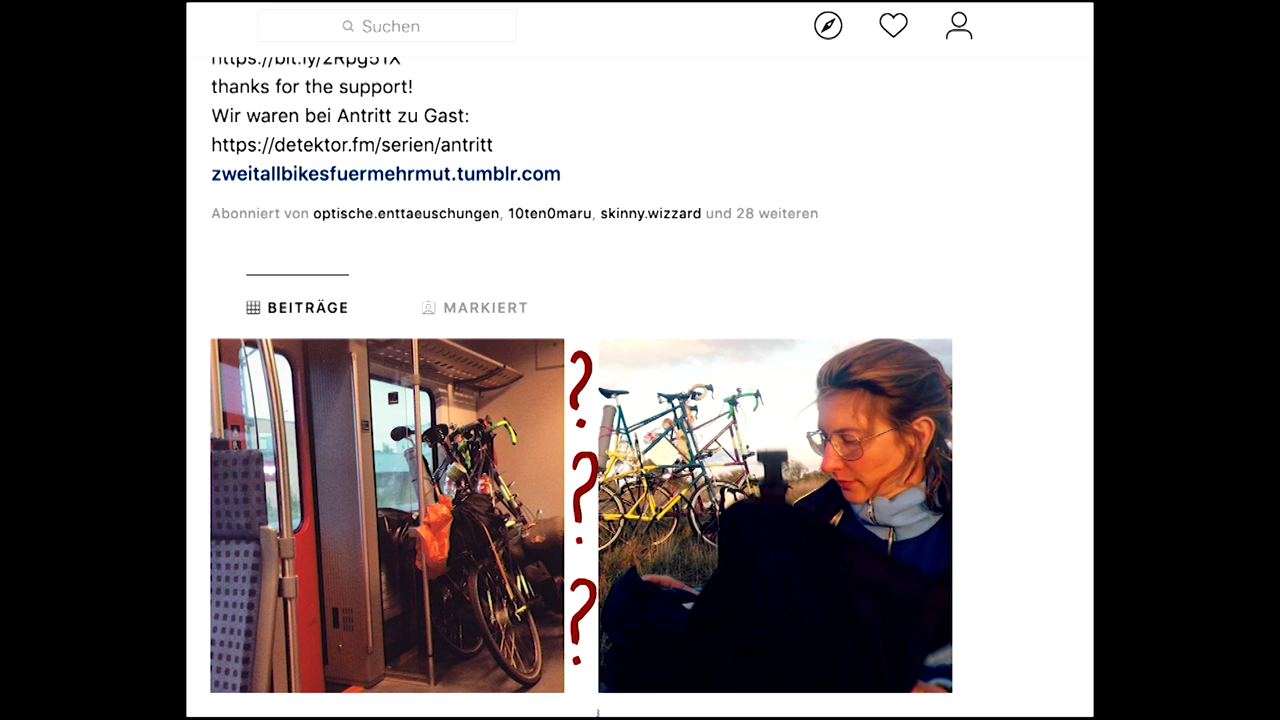 Suchen
thanks for the support!
Wir waren bei Antritt zu Gast:
https://detektor.fm/serien/antritt
zweitallbikesfuermehrmut.tumblr.com
Abonniert von optische.enttaeuschungen, 10ten0maru, skinny.wizzard und 28 weiteren
BEITRÄGE
MARKIERT
?
?
?